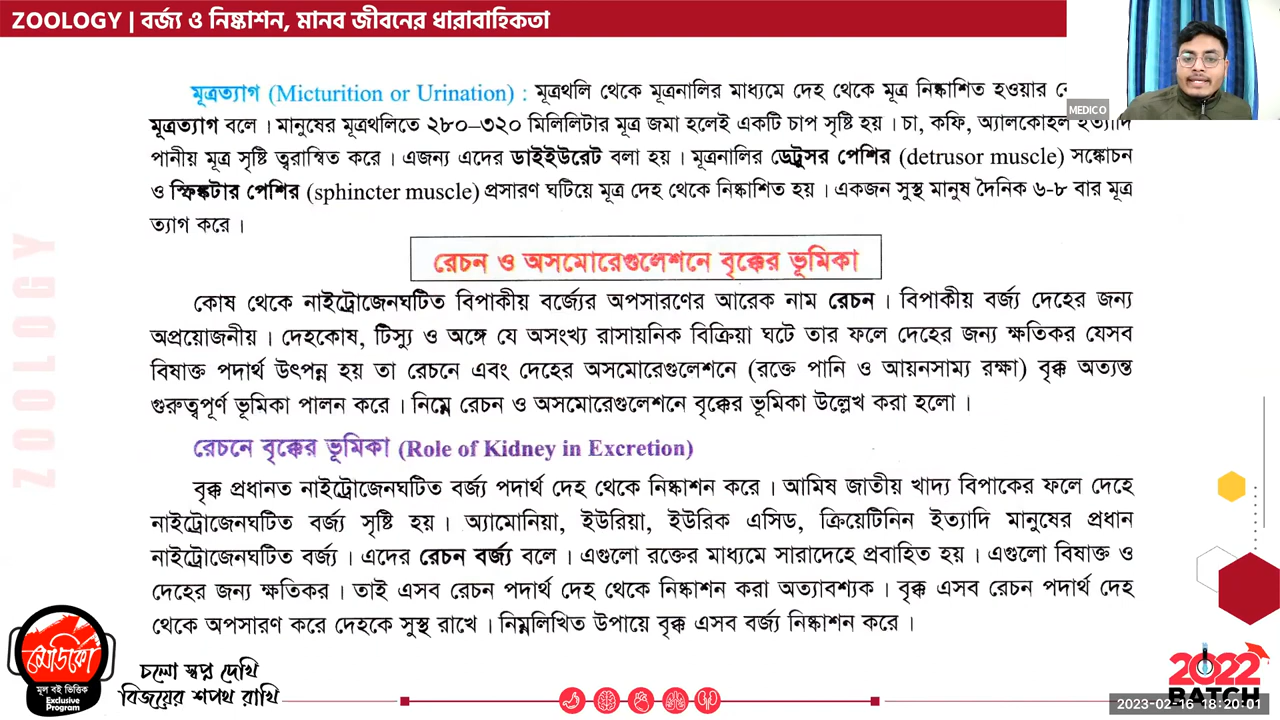 ZOOLOGY | বর্জ্য ও নিষ্কাশন, মানব জীবনের ধারাবাহিকতা
মূত্রত্যাগ (Micturition or Urination) : মূত্রথলি থেকে মূত্রনালির মাধ্যমে দেহ থেকে মূত্র নিষ্কাশিত হওয়ার
MEDICO
মূত্রত্যাগ বলে । মানুষের মূত্রথলিতে ২৮০–৩২০ মিলিলিটার মূত্র জমা হলেই একটি চাপ সৃষ্টি হয় । চা, কফি, অ্যালকোহল ইত্যাদি
পানীয় মূত্র সৃষ্টি ত্বরান্বিত করে । এজন্য এদের ডাইইউরেট বলা হয় । মূত্রনালির ডেট্রুসর পেশির (detrusor muscle) সঙ্কোচন
ও স্ফিঙ্কটার পেশির (sphincter muscle) প্রসারণ ঘটিয়ে মূত্র দেহ থেকে নিষ্কাশিত হয় । একজন সুস্থ মানুষ দৈনিক ৬-৮ বার মূত্র
ত্যাগ করে ।
রেচন ও অসমোরেগুলেশনে বৃক্কের ভূমিকা
কোষ থেকে নাইট্রোজেনঘটিত বিপাকীয় বর্জ্যের অপসারণের আরেক নাম রেচন । বিপাকীয় বর্জ্য দেহের জন্য
অপ্রয়োজনীয় । দেহকোষ, টিস্যু ও অঙ্গে যে অসংখ্য রাসায়নিক বিক্রিয়া ঘটে তার ফলে দেহের জন্য ক্ষতিকর যেসব
বিষাক্ত পদার্থ উৎপন্ন হয় তা রেচনে এবং দেহের অসমোরেগুলেশনে (রক্তে পানি ও আয়নসাম্য রক্ষা) বৃক্ক অত্যন্ত
গুরুত্বপূর্ণ ভূমিকা পালন করে । নিম্নে রেচন ও অসমোরেগুলেশনে বৃক্কের ভূমিকা উল্লেখ করা হলো ।
রেচনে বৃক্কের ভূমিকা (Role of Kidney in Excretion)
বৃক্ক প্রধানত নাইট্রোজেনঘটিত বর্জ্য পদার্থ দেহ থেকে নিষ্কাশন করে । আমিষ জাতীয় খাদ্য বিপাকের ফলে দেহে
নাইট্রোজেনঘটিত বর্জ্য সৃষ্টি হয় । অ্যামোনিয়া, ইউরিয়া, ইউরিক এসিড, ক্রিয়েটিনিন ইত্যাদি মানুষের প্রধান
নাইট্রোজেনঘটিত বর্জ্য । এদের রেচন বর্জ্য বলে । এগুলো রক্তের মাধ্যমে সারাদেহে প্রবাহিত হয় । এগুলো বিষাক্ত ও
দেহের জন্য ক্ষতিকর । তাই এসব রেচন পদার্থ দেহ থেকে নিষ্কাশন করা অত্যাবশ্যক । বৃক্ক এসব রেচন পদার্থ দেহ
থেকে অপসারণ করে দেহকে সুস্থ রাখে । নিম্নলিখিত উপায়ে বৃক্ক এসব বর্জ্য নিষ্কাশন করে ।
ZOOLOGY
মেডিকো
মূল বই ভিত্তিক
Exclusive
Program
চলো স্বপ্ন দেখি
বিজয়ের শপথ রাখি
2022
BATCH
2023-02-16 18:20:01